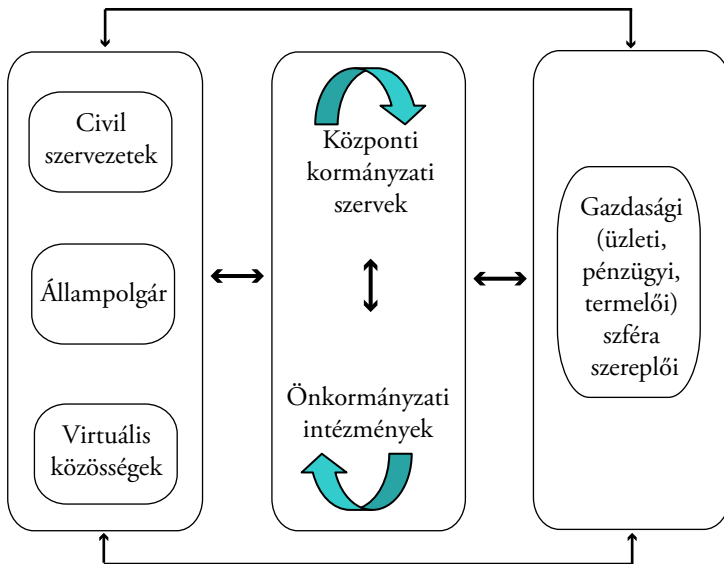 Civil
szervezetek
Állampolgár
Virtuális
közösségek
Központi
kormányzati
szervek
Önkormányzati
intézmények
Gazdasági
(üzleti,
pénzügyi,
termelői)
szféra
szereplői